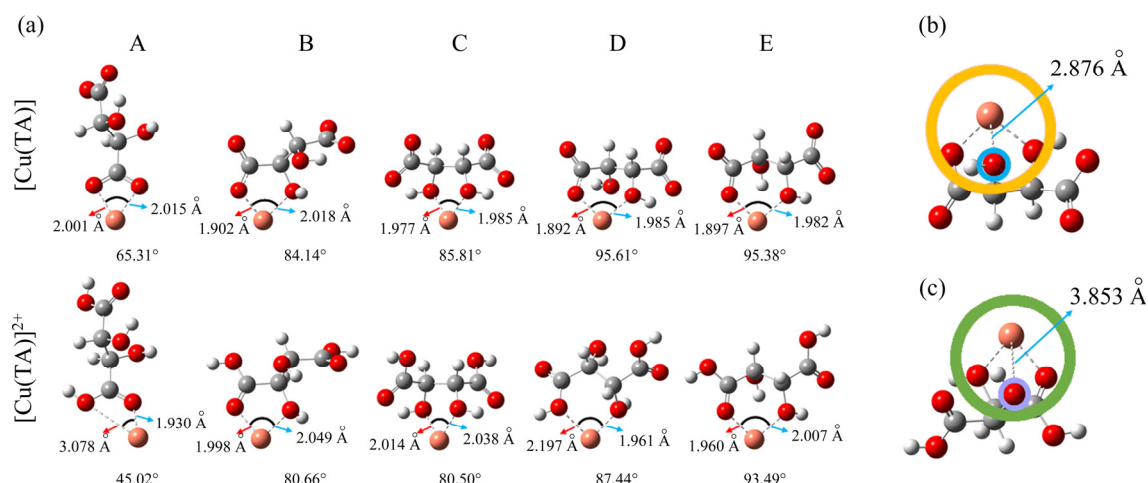 (a)
A
B
C
D
E
[Cu(TA)]
2.001 Å
2.015 Å
65.31°
1.902 Å
2.018 Å
84.14°
1.977 Å
1.985 Å
85.81°
1.892 Å
1.985 Å
95.61°
1.897 Å
1.982 Å
95.38°
[Cu(TA)]²⁺
3.078 Å
1.930 Å
45.02°
1.998 Å
2.049 Å
80.66°
2.014 Å
2.038 Å
80.50°
2.197 Å
1.961 Å
87.44°
1.960 Å
2.007 Å
93.49°
(b)
2.876 Å
(c)
3.853 Å